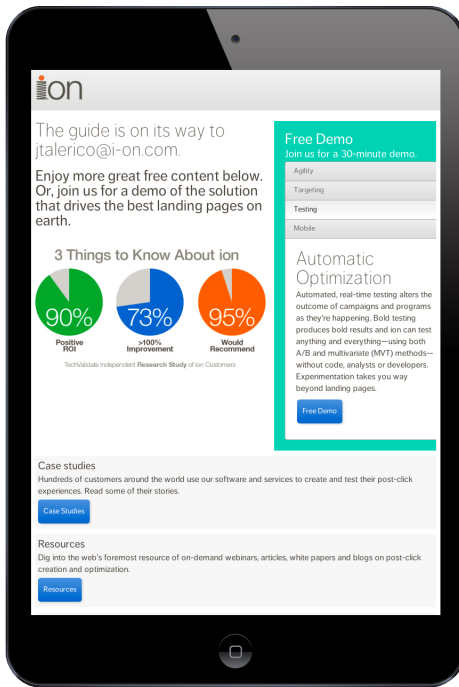 ion
The guide is on its way to
jtalerico@i-on.com.
Enjoy more great free content below.
Or, join us for a demo of the solution
that drives the best landing pages on
earth.
3 Things to Know About ion
90%
73%
95%
Positive
ROI
>100%
Improvement
Would
Recommend
TechValidate Independent Research Study of ion Customers
Free Demo
Join us for a 30-minute demo.
Agility
Targeting
Testing
Mobile
Automatic
Optimization
Automated, real-time testing alters the
outcome of campaigns and programs
as they're happening. Bold testing
produces bold results and ion can test
anything and everything—using both
A/B and multivariate (MVT) methods—
without code, analysts or developers.
Experimentation takes you way
beyond landing pages.
Free Demo
Case studies
Hundreds of customers around the world use our software and services to create and test their post-click
experiences. Read some of their stories.
Case Studies
Resources
Dig into the web's foremost resource of on-demand webinars, articles, white papers and blogs on post-click
creation and optimization.
Resources